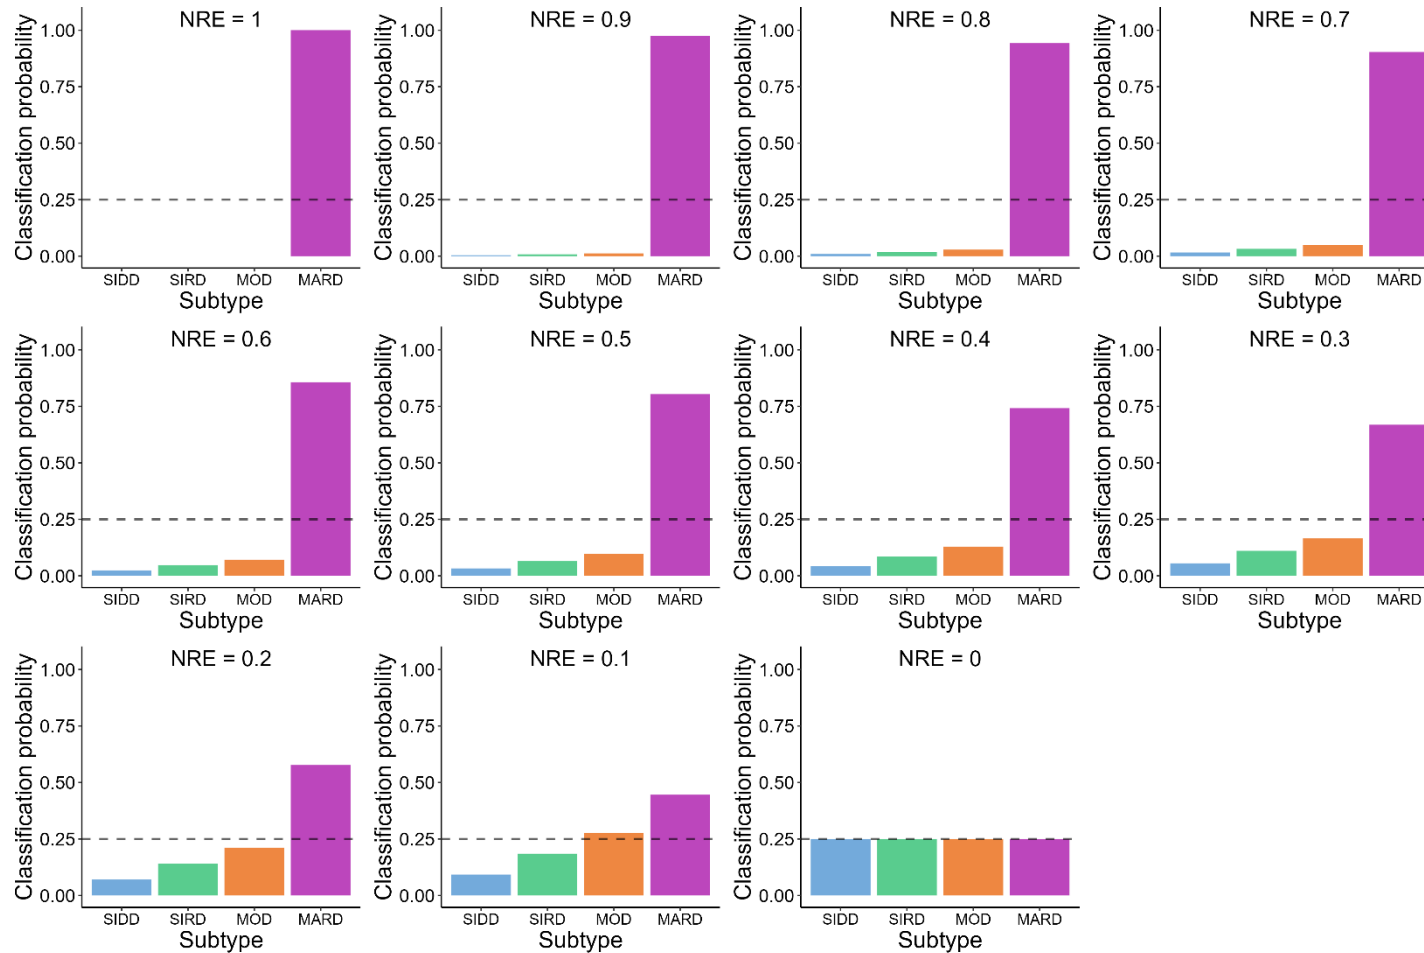 NRE = 1
Classification probability
1.00
0.75
0.50
0.25
0.00
SIDD SIRD MOD MARD
Subtype
NRE = 0.9
Classification probability
1.00
0.75
0.50
0.25
0.00
SIDD SIRD MOD MARD
Subtype
NRE = 0.8
Classification probability
1.00
0.75
0.50
0.25
0.00
SIDD SIRD MOD MARD
Subtype
NRE = 0.7
Classification probability
1.00
0.75
0.50
0.25
0.00
SIDD SIRD MOD MARD
Subtype
NRE = 0.6
Classification probability
1.00
0.75
0.50
0.25
0.00
SIDD SIRD MOD MARD
Subtype
NRE = 0.5
Classification probability
1.00
0.75
0.50
0.25
0.00
SIDD SIRD MOD MARD
Subtype
NRE = 0.4
Classification probability
1.00
0.75
0.50
0.25
0.00
SIDD SIRD MOD MARD
Subtype
NRE = 0.3
Classification probability
1.00
0.75
0.50
0.25
0.00
SIDD SIRD MOD MARD
Subtype
NRE = 0.2
Classification probability
1.00
0.75
0.50
0.25
0.00
SIDD SIRD MOD MARD
Subtype
NRE = 0.1
Classification probability
1.00
0.75
0.50
0.25
0.00
SIDD SIRD MOD MARD
Subtype
NRE = 0
Classification probability
1.00
0.75
0.50
0.25
0.00
SIDD SIRD MOD MARD
Subtype